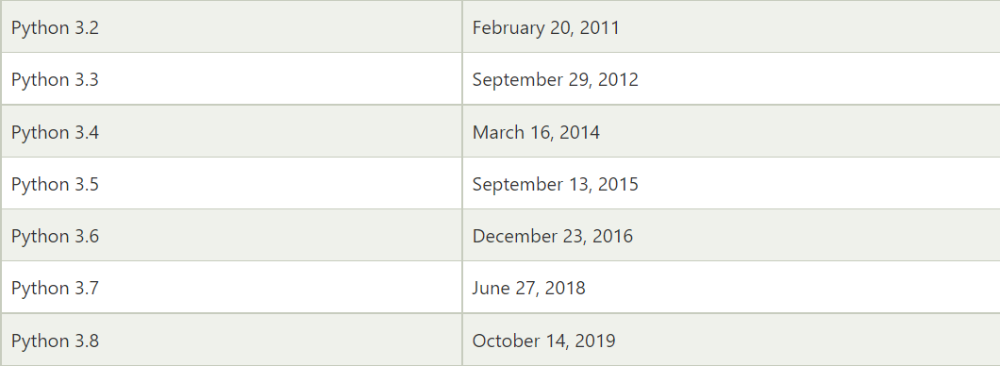 Python 3.2 February 20, 2011
Python 3.3 September 29, 2012
Python 3.4 March 16, 2014
Python 3.5 September 13, 2015
Python 3.6 December 23, 2016
Python 3.7 June 27, 2018
Python 3.8 October 14, 2019